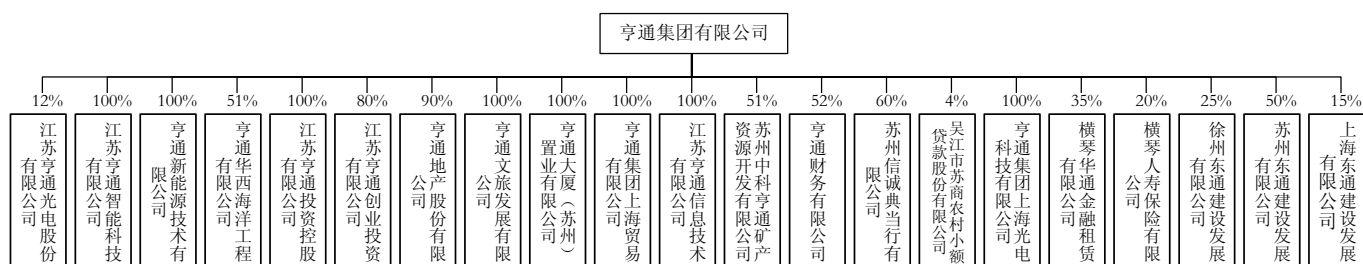 亨通集团有限公司
12%
100%
100%
51%
100%
80%
90%
100%
100%
100%
100%
51%
52%
60%
4%
100%
35%
20%
25%
50%
15%
江苏亨通光电股份
有限公司
江苏亨通智能科技
有限公司
亨通新能源技术有
限公司
亨通华西海洋工程
有限公司
江苏亨通投资控股
有限公司
江苏亨通创业投资
有限公司
亨通地产股份有限
公司
亨通文旅发展有限
公司
亨通大厦（苏州）
置业有限公司
亨通集团上海贸易
有限公司
江苏亨通信息技术
有限公司
苏州中科亨通矿产
资源开发有限公司
亨通财务有限公司
苏州信诚典当行有
限公司
吴江市苏商农村小额
贷款股份有限公司
亨通集团上海光电
科技有限公司
横琴华通金融租赁
有限公司
横琴人寿保险有限
公司
徐州东通建设发展
有限公司
苏州东通建设发展
有限公司
上海东通建设发展
有限公司